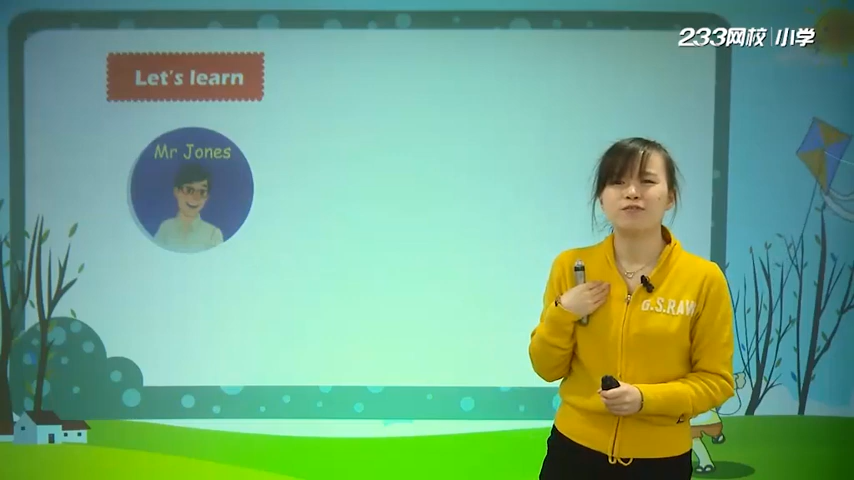 233网校 | 小学
Let's learn
Mr Jones
G.S.RAW